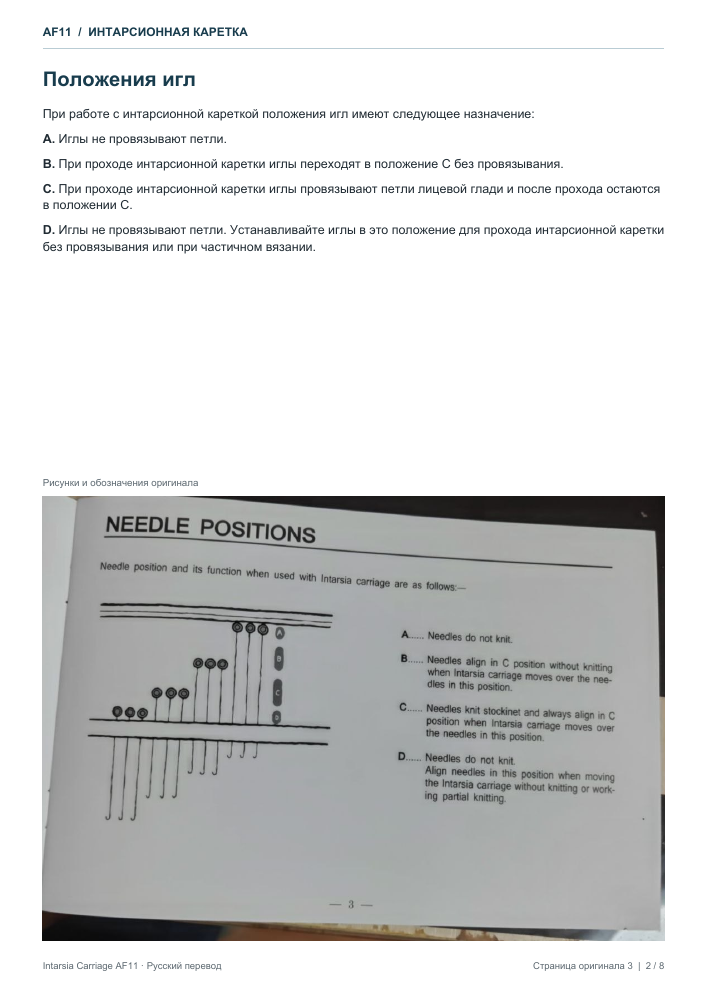 AF11 / ИНТАРСИОННАЯ КАРЕТКА
Положения игл
При работе с интарсионной кареткой положения игл имеют следующее назначение:
A. Иглы не провязывают петли.
B. При проходе интарсионной каретки иглы переходят в положение C без провязывания.
C. При проходе интарсионной каретки иглы провязывают петли лицевой глади и после прохода остаются
в положении C.
D. Иглы не провязывают петли. Устанавливайте иглы в это положение для прохода интарсионной каретки
без провязывания или при частичном вязании.
Рисунки и обозначения оригинала
NEEDLE POSITIONS
Needle position and its function when used with Intarsia carriage are as follows:—
A
B
C
A...... Needles do not knit.
B...... Needles align in C position without knitting
when Intarsia carriage moves over the nee-
dles in this position.
C...... Needles knit stockinet and always align in C
position when Intarsia carriage moves over
the needles in this position.
D...... Needles do not knit.
Align needles in this position when moving
the Intarsia carriage without knitting or work-
ing partial knitting.
— 3 —
Intarsia Carriage AF11 · Русский перевод
Страница оригинала 3 | 2 / 8